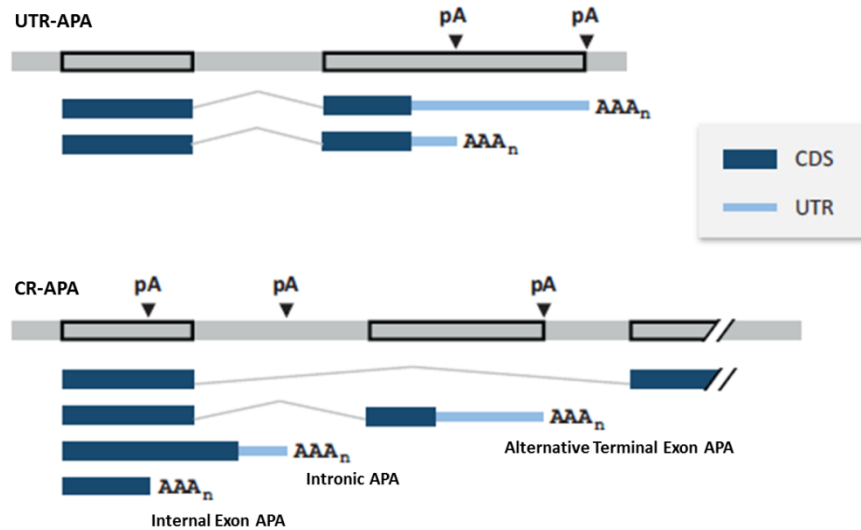 UTR-APA
pA pA
AAAn
AAAn
CDS
UTR
CR-APA
pA pA pA
AAAn
Alternative Terminal Exon APA
AAAn
Intronic APA
AAAn
Internal Exon APA